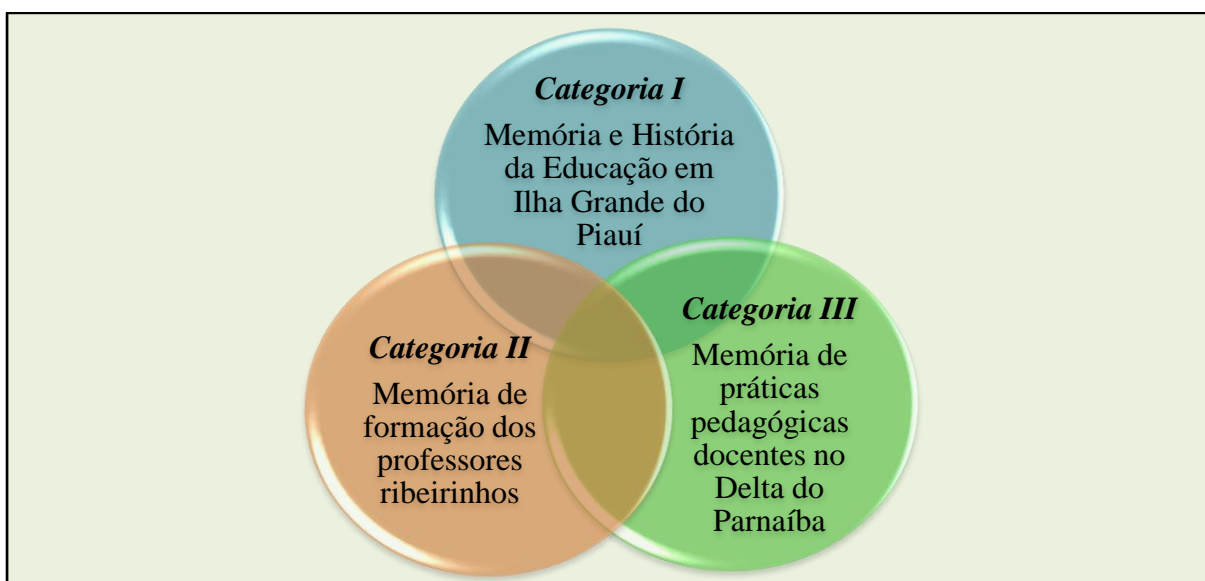 Categoria I
Memória e História
da Educação em
Ilha Grande do
Piauí
Categoria II
Memória de
formação dos
professores
ribeirinhos
Categoria III
Memória de
práticas
pedagógicas
docentes no
Delta do
Parnaíba